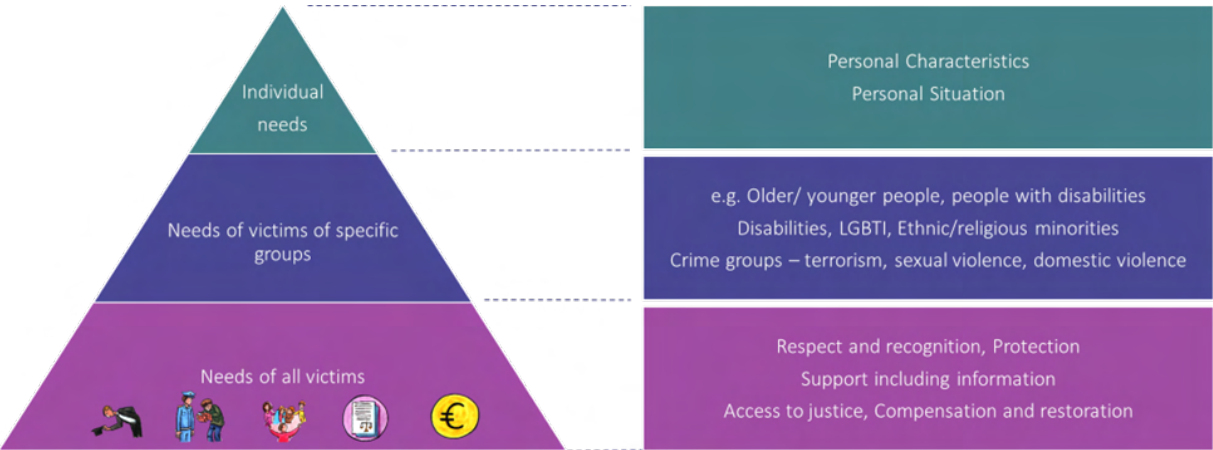 Individual
needs
Personal Characteristics
Personal Situation
Needs of victims of specific
groups
e.g. Older/ younger people, people with disabilities
Disabilities, LGBTI, Ethnic/religious minorities
Crime groups – terrorism, sexual violence, domestic violence
Needs of all victims
€
Respect and recognition, Protection
Support including information
Access to justice, Compensation and restoration